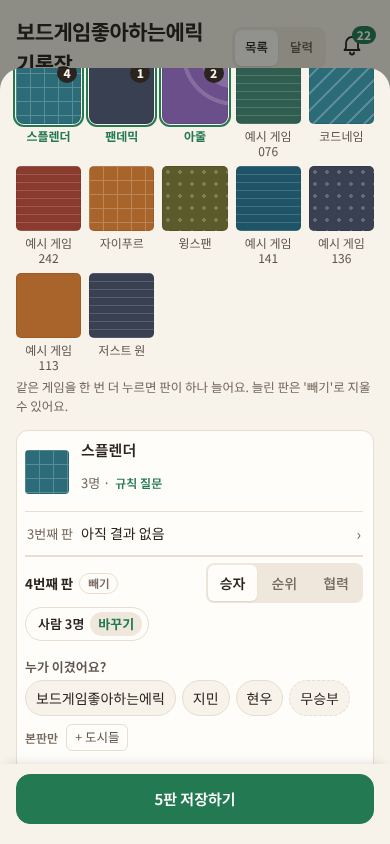 보드게임좋아하는에릭
기록장
목록 달력
22
4 1 2
스플렌더 팬데믹 아줄 예시 게임 076 코드네임
예시 게임 242 자이푸르 윙스팬 예시 게임 141 예시 게임 136
예시 게임 113 저스트 원
같은 게임을 한 번 더 누르면 판이 하나 늘어요. 늘린 판은 '빼기'로 지울
수 있어요.
스플렌더
3명 · 규칙 질문
3번째 판 아직 결과 없음 ›
4번째 판 빼기 승자 순위 협력
사람 3명 바꾸기
누가 이겼어요?
보드게임좋아하는에릭 지민 현우 무승부
본판만 + 도시들
5판 저장하기